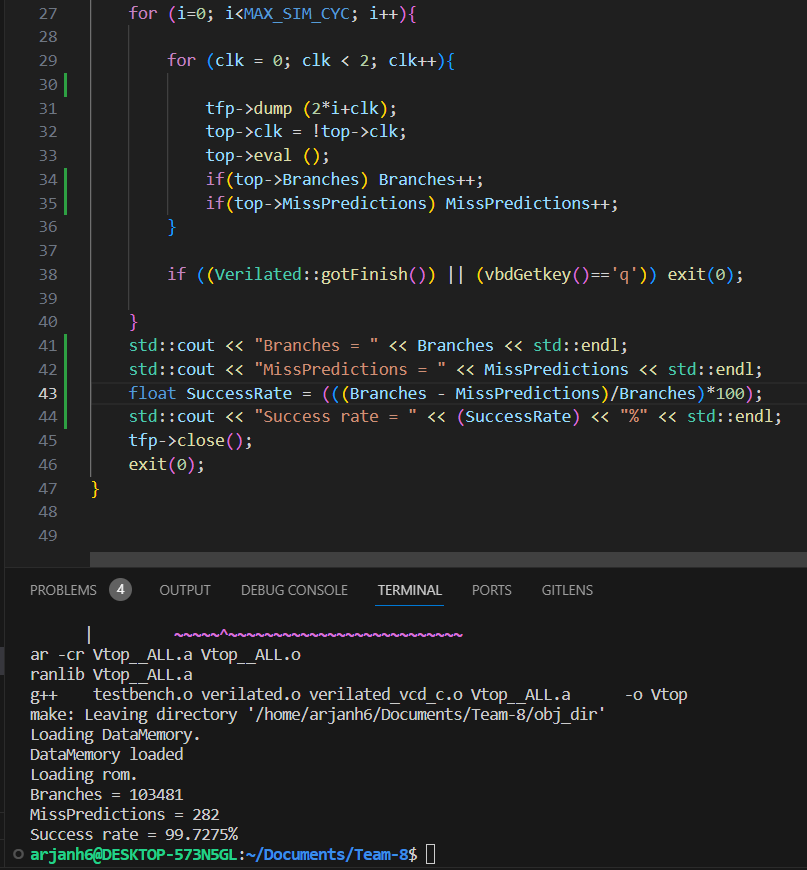 27 for (i=0; i<MAX_SIM_CYC; i++){
28
29 for (clk = 0; clk < 2; clk++){
30
31 tfp->dump (2*i+clk);
32 top->clk = !top->clk;
33 top->eval ();
34 if(top->Branches) Branches++;
35 if(top->MissPredictions) MissPredictions++;
36 }
37
38 if ((Verilated::gotFinish()) || (vbdGetkey()=='q')) exit(0);
39
40 }
41 std::cout << "Branches = " << Branches << std::endl;
42 std::cout << "MissPredictions = " << MissPredictions << std::endl;
43 float SuccessRate = (((Branches - MissPredictions)/Branches)*100);
44 std::cout << "Success rate = " << (SuccessRate) << "%" << std::endl;
45 tfp->close();
46 exit(0);
47 }
48
49
PROBLEMS 4 OUTPUT DEBUG CONSOLE TERMINAL PORTS GITLENS
| ~~~~~^~~~~~~~~~~~~~~~~~~~~~~~~~~
ar -cr Vtop__ALL.a Vtop__ALL.o
ranlib Vtop__ALL.a
g++ testbench.o verilated.o verilated_vcd_c.o Vtop__ALL.a -o Vtop
make: Leaving directory '/home/arjanh6/Documents/Team-8/obj_dir'
Loading DataMemory.
DataMemory loaded
Loading rom.
Branches = 103481
MissPredictions = 282
Success rate = 99.7275%
arjanh6@DESKTOP-573N5GL:~/Documents/Team-8$